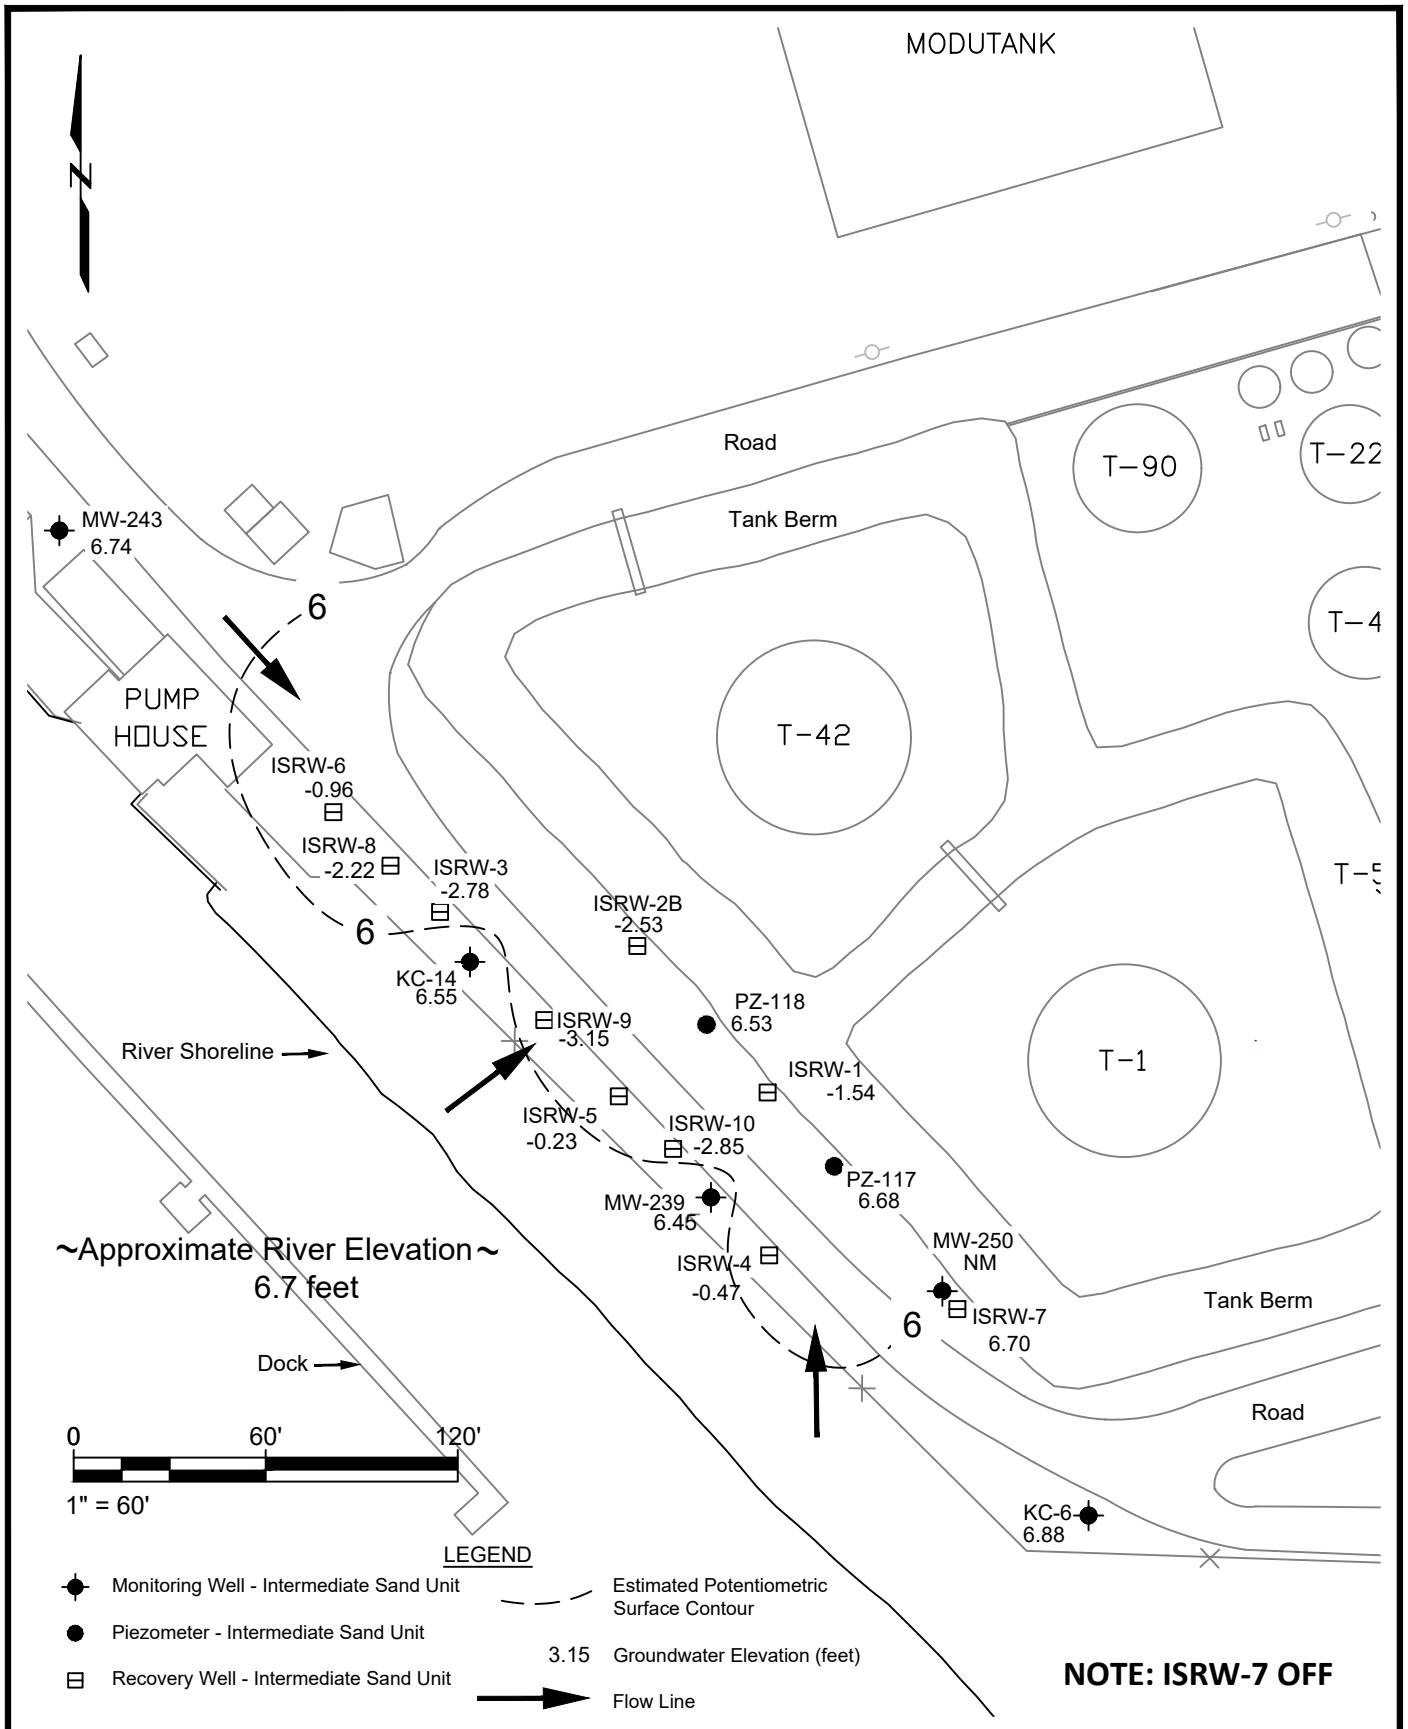 MODUTANK
N
Road
T-90
T-22
Tank Berm
MW-243
6.74
6
T-4
PUMP
HOUSE
T-42
ISRW-6
-0.96
ISRW-8
-2.22
ISRW-3
-2.78
T-5
ISRW-2B
-2.53
6
KC-14
6.55
PZ-118
6.53
ISRW-9
-3.15
River Shoreline
T-1
ISRW-1
-1.54
ISRW-5
-0.23
ISRW-10
-2.85
PZ-117
6.68
MW-239
6.45
~Approximate River Elevation~
6.7 feet
ISRW-4
-0.47
MW-250
NM
Tank Berm
6
ISRW-7
6.70
Dock
Road
0 60' 120'
1" = 60'
KC-6
6.88
LEGEND
Monitoring Well - Intermediate Sand Unit
Piezometer - Intermediate Sand Unit
Recovery Well - Intermediate Sand Unit
Estimated Potentiometric
Surface Contour
3.15 Groundwater Elevation (feet)
Flow Line
NOTE: ISRW-7 OFF